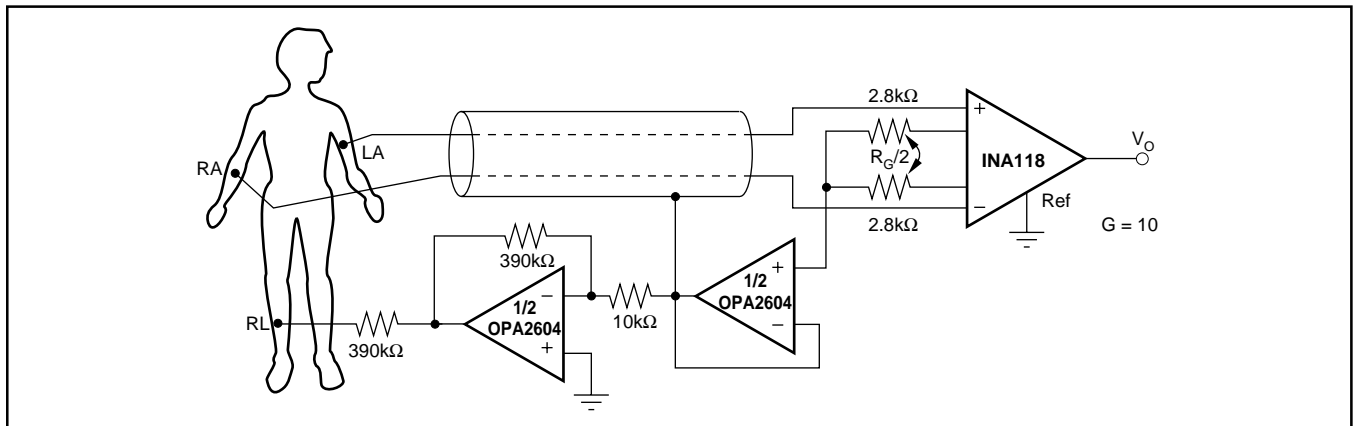 RA
LA
RL
390kΩ
390kΩ
1/2
OPA2604
−
+
10kΩ
1/2
OPA2604
+
−
2.8kΩ
R_G/2
2.8kΩ
+
INA118
−
Ref
V_O
G = 10